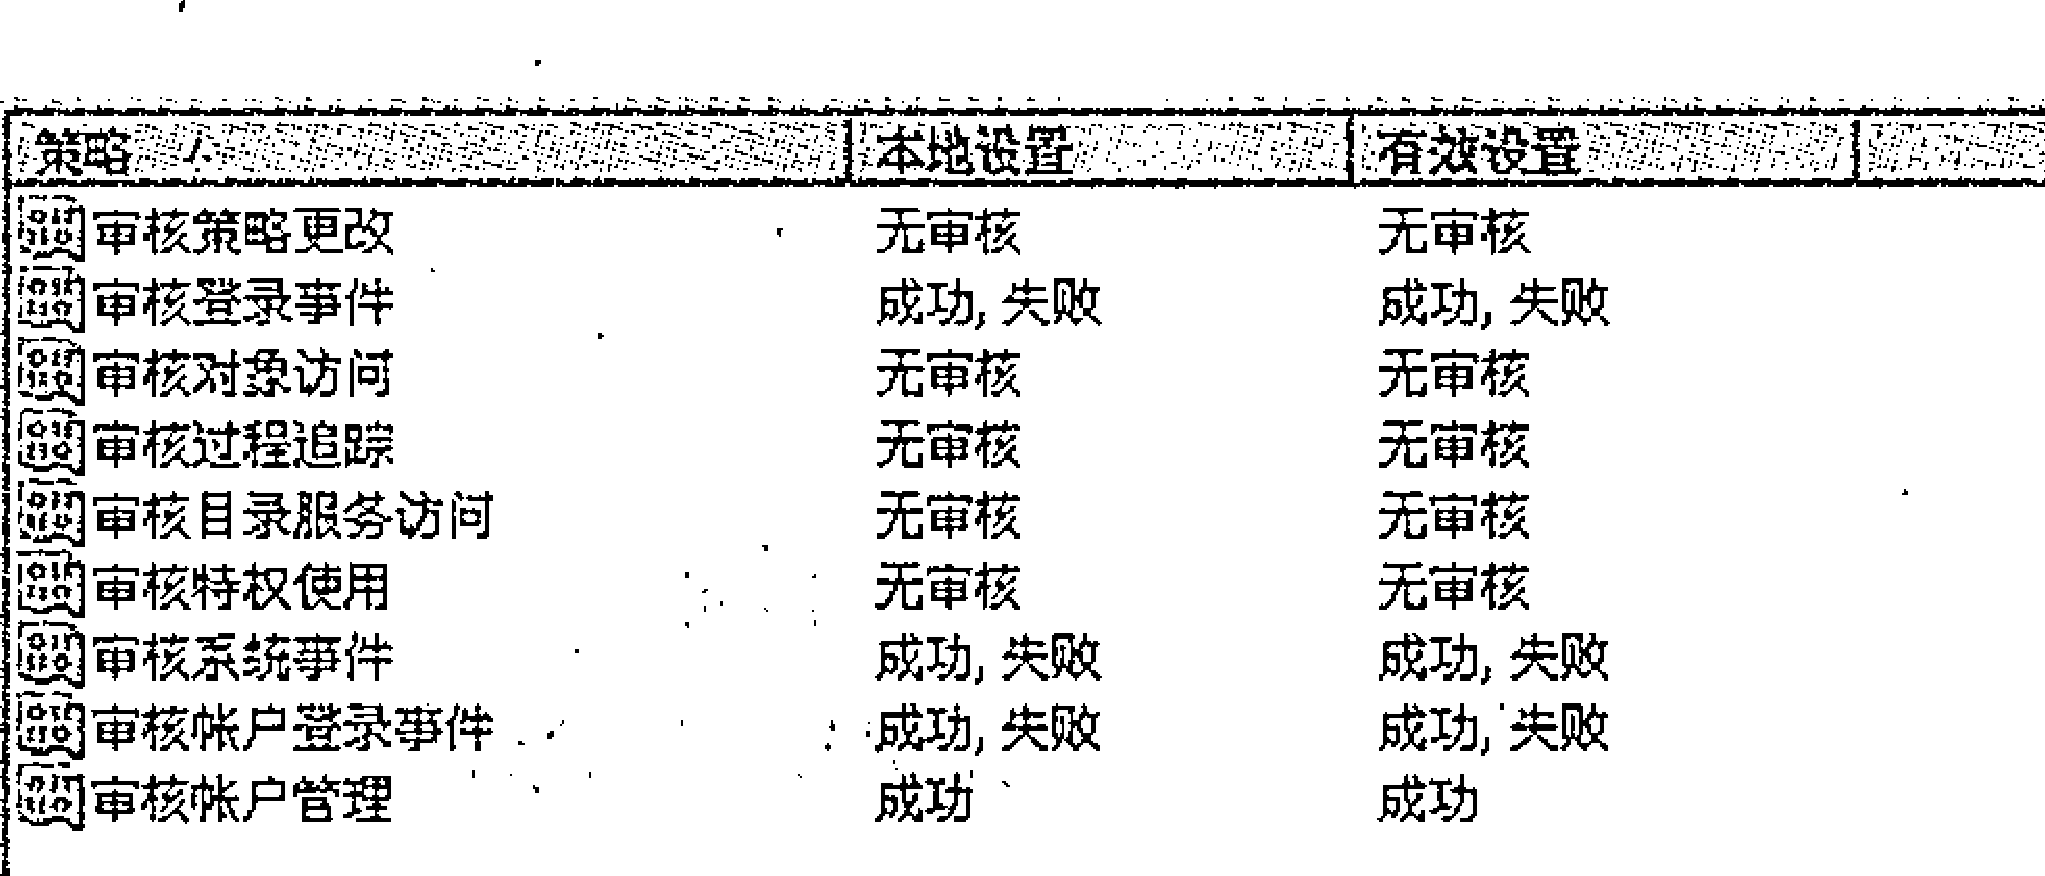 策略 本地设置 有效设置
审核策略更改 无审核 无审核
审核登录事件 成功, 失败 成功, 失败
审核对象访问 无审核 无审核
审核过程追踪 无审核 无审核
审核目录服务访问 无审核 无审核
审核特权使用 无审核 无审核
审核系统事件 成功, 失败 成功, 失败
审核帐户登录事件 成功, 失败 成功, 失败
审核帐户管理 成功 成功